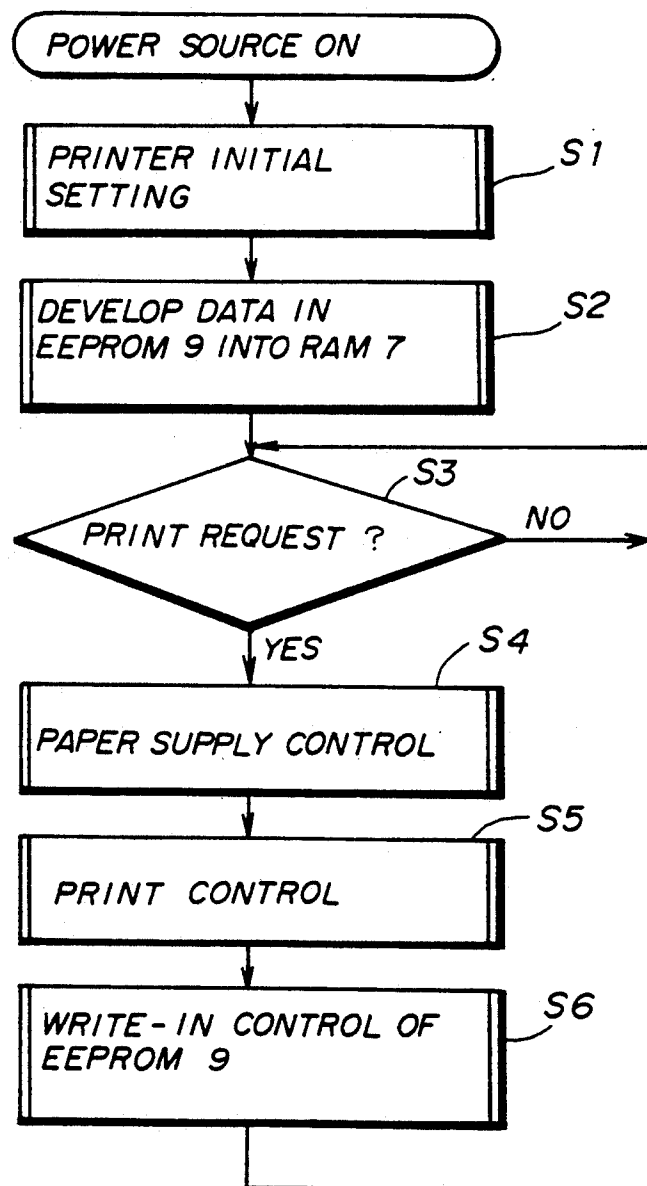 POWER SOURCE ON
PRINTER INITIAL
SETTING
S1
DEVELOP DATA IN
EEPROM 9 INTO RAM 7
S2
S3
PRINT REQUEST ?
NO
YES
S4
PAPER SUPPLY CONTROL
S5
PRINT CONTROL
S6
WRITE-IN CONTROL OF
EEPROM 9